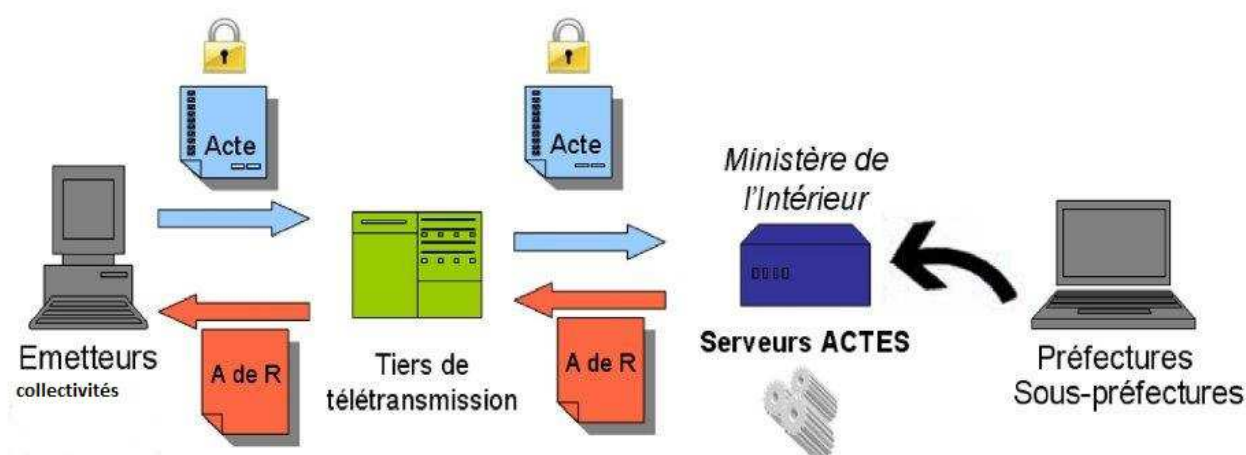 Acte
Acte
Ministère de
l'Intérieur
Emetteurs
collectivités
A de R
Tiers de
télétransmission
A de R
Serveurs ACTES
Préfectures
Sous-préfectures